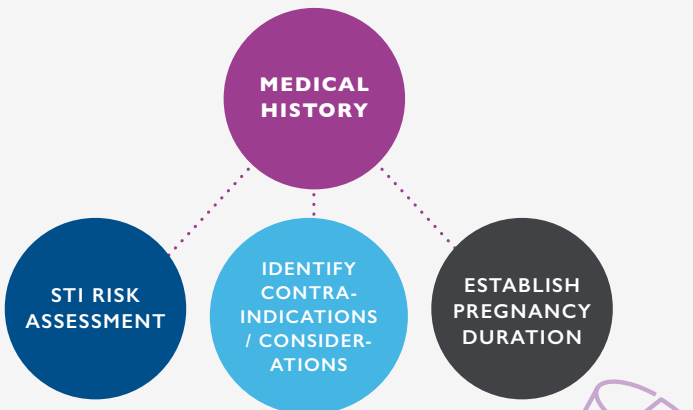 MEDICAL
HISTORY
STI RISK
ASSESSMENT
IDENTIFY
CONTRA-
INDICATIONS
/ CONSIDER-
ATIONS
ESTABLISH
PREGNANCY
DURATION